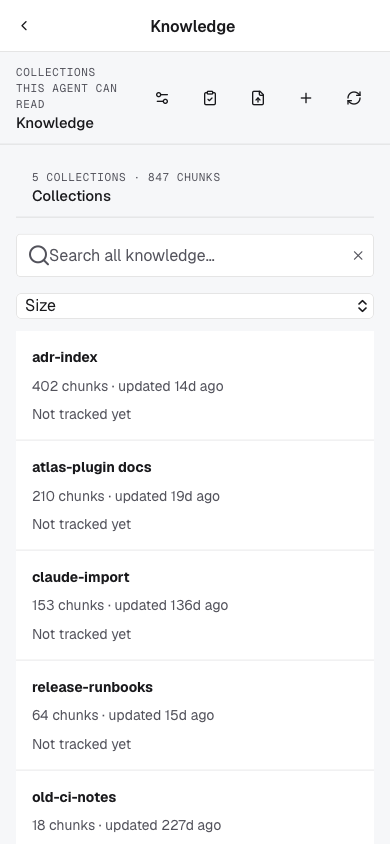 Knowledge
COLLECTIONS
THIS AGENT CAN
READ
Knowledge
5 COLLECTIONS · 847 CHUNKS
Collections
Search all knowledge…
Size
adr-index
402 chunks · updated 14d ago
Not tracked yet
atlas-plugin docs
210 chunks · updated 19d ago
Not tracked yet
claude-import
153 chunks · updated 136d ago
Not tracked yet
release-runbooks
64 chunks · updated 15d ago
Not tracked yet
old-ci-notes
18 chunks · updated 227d ago